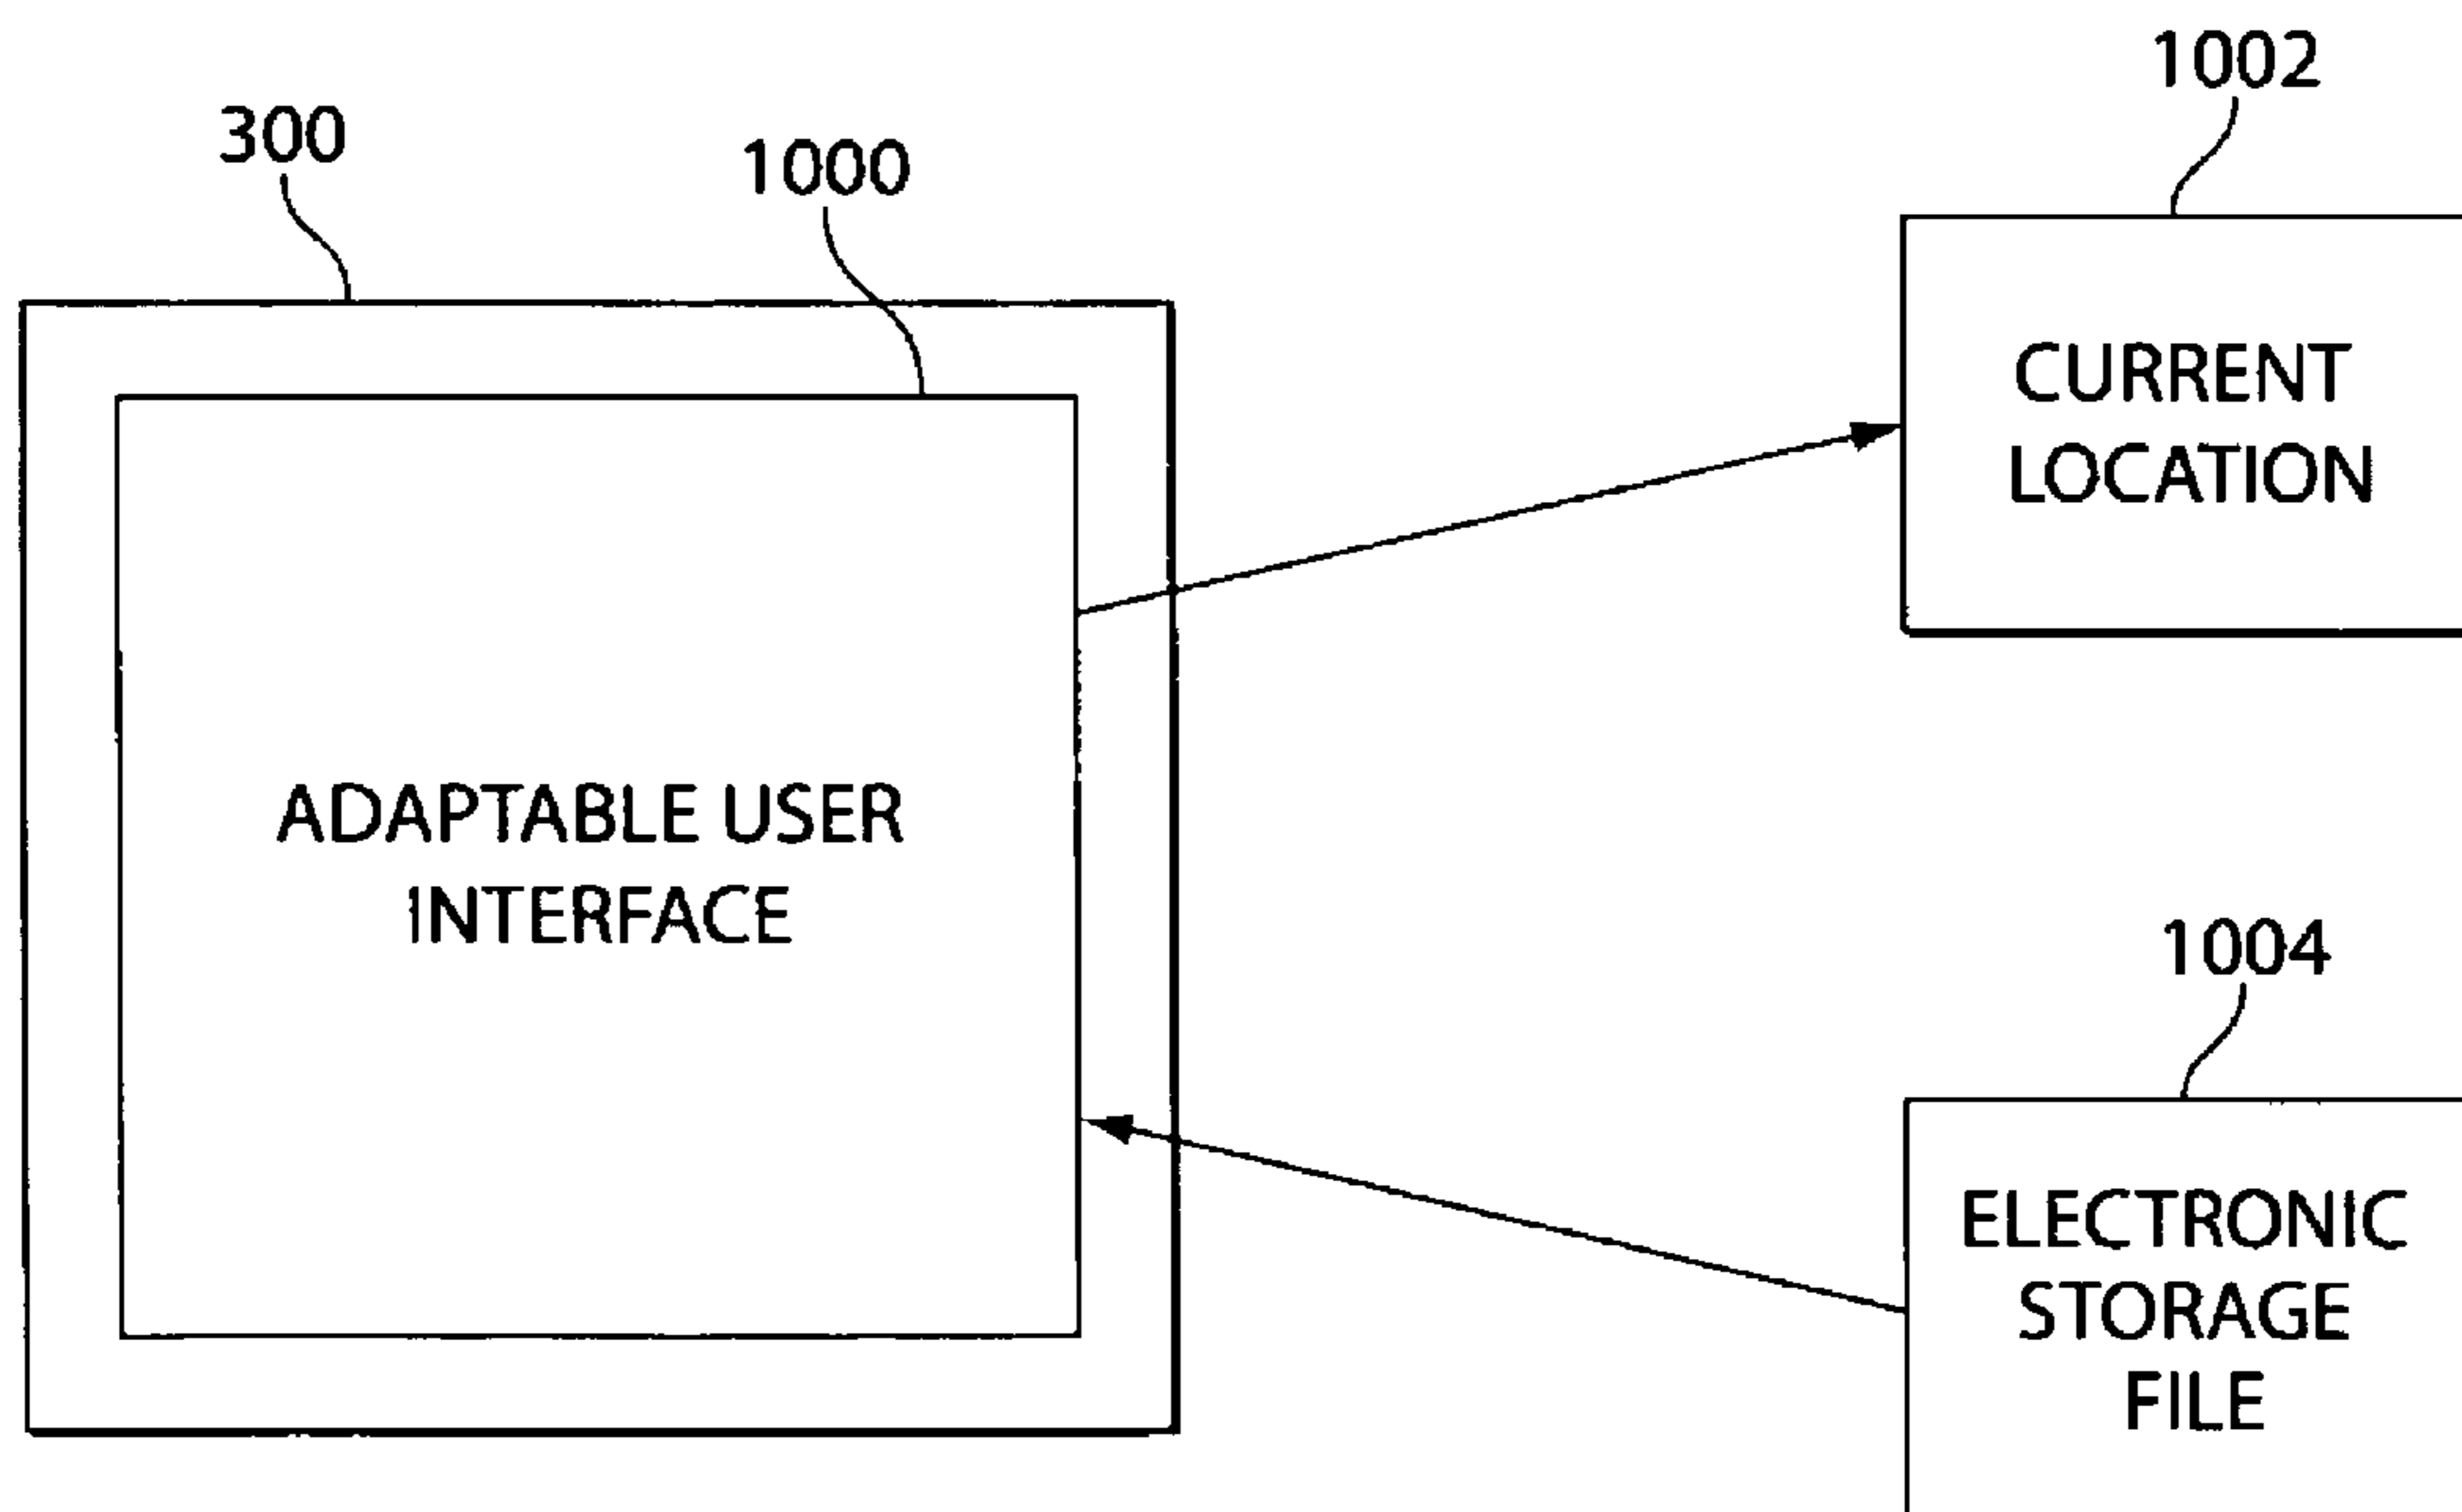 300
1000
1002
CURRENT
LOCATION
ADAPTABLE USER
INTERFACE
1004
ELECTRONIC
STORAGE
FILE